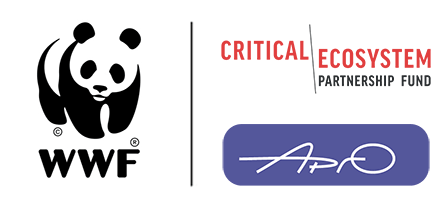 ©
®
WWF
CRITICAL
ECOSYSTEM
PARTNERSHIP FUND